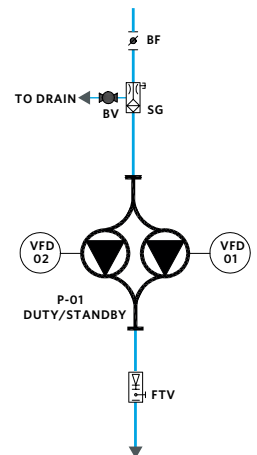 BF
TO DRAIN
BV
SG
VFD
02
VFD
01
P-01
DUTY/STANDBY
FTV